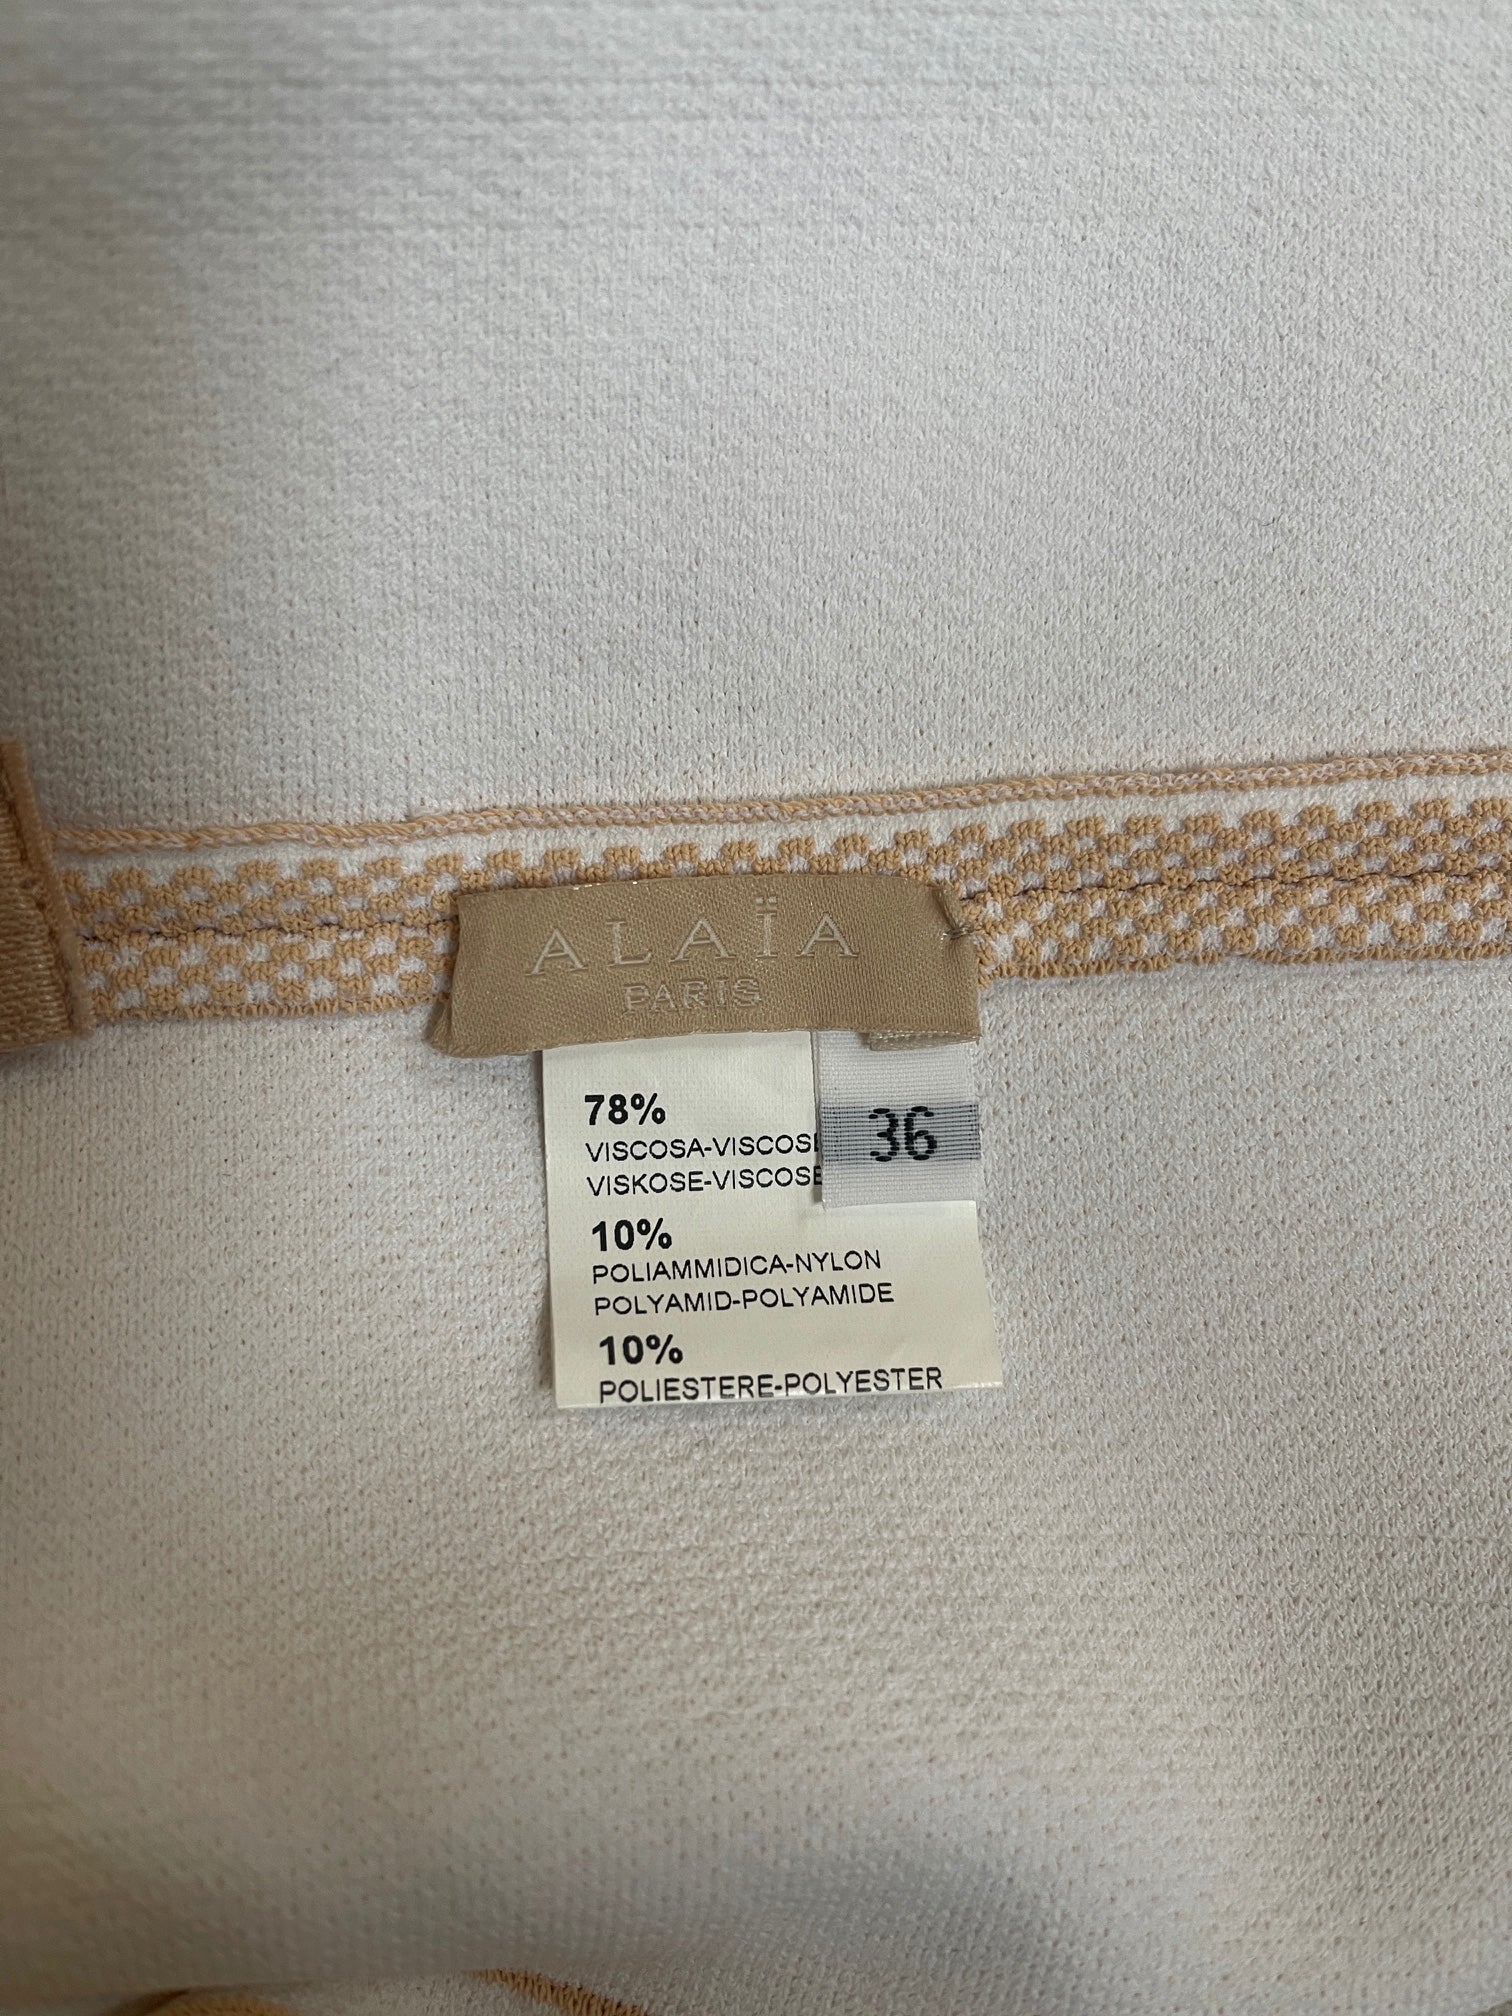 ALAÏA
PARIS
36
78%
VISCOSA-VISCOSE
VISKOSE-VISCOSE
10%
POLIAMMIDICA-NYLON
POLYAMID-POLYAMIDE
10%
POLIESTERE-POLYESTER